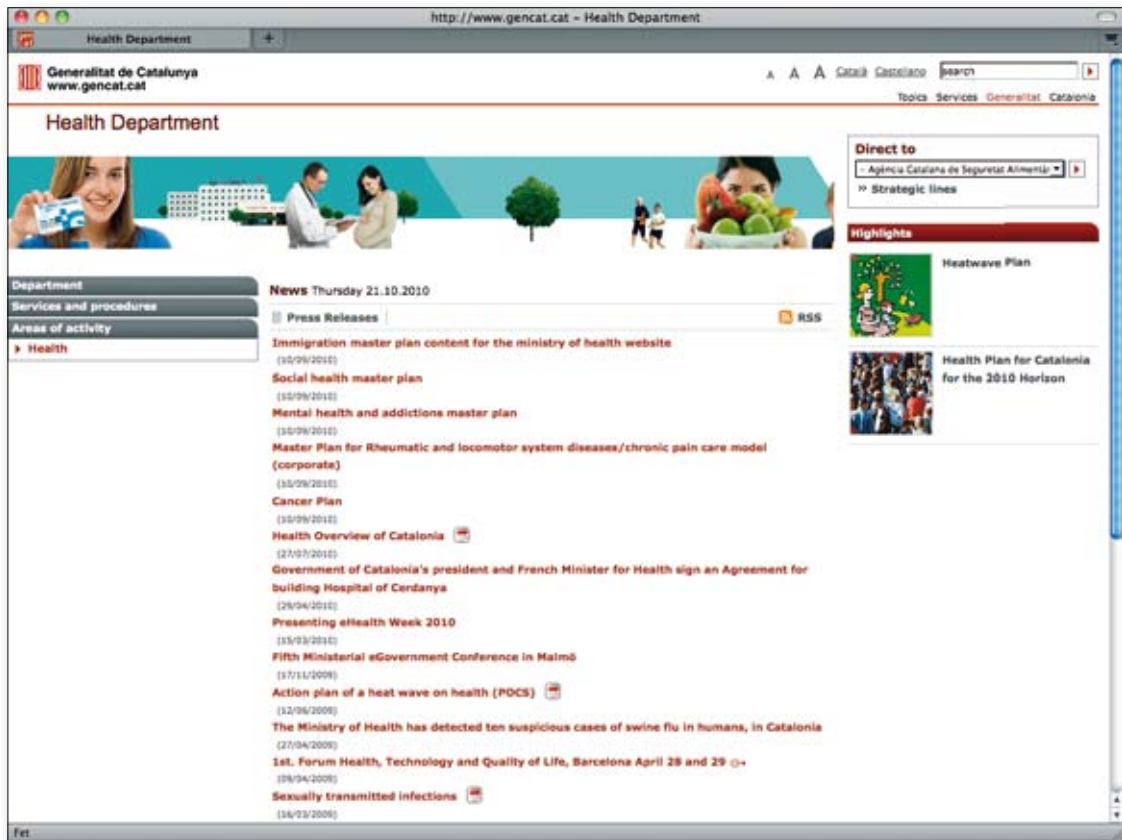 http://www.gencat.cat – Health Department
Health Department
+
Generalitat de Catalunya
www.gencat.cat
A A A Català Castellano search
Topics Services Generalitat Catalonia
Health Department
Direct to
- Agència Catalana de Seguretat Alimentàr
» Strategic lines
Highlights
Heatwave Plan
Health Plan for Catalonia
for the 2010 Horizon
Department
Services and procedures
Areas of activity
Health
News Thursday 21.10.2010
Press Releases RSS
Immigration master plan content for the ministry of health website
(10/09/2010)
Social health master plan
(10/09/2010)
Mental health and addictions master plan
(10/09/2010)
Master Plan for Rheumatic and locomotor system diseases/chronic pain care model
(corporate)
(10/09/2010)
Cancer Plan
(10/09/2010)
Health Overview of Catalonia
(27/07/2010)
Government of Catalonia's president and French Minister for Health sign an Agreement for
building Hospital of Cerdanya
(29/04/2010)
Presenting eHealth Week 2010
(15/03/2010)
Fifth Ministerial eGovernment Conference in Malmö
(17/11/2009)
Action plan of a heat wave on health (POCS)
(12/06/2009)
The Ministry of Health has detected ten suspicious cases of swine flu in humans, in Catalonia
(27/04/2009)
1st. Forum Health, Technology and Quality of Life, Barcelona April 28 and 29
(09/04/2009)
Sexually transmitted infections
(16/03/2009)
Fet